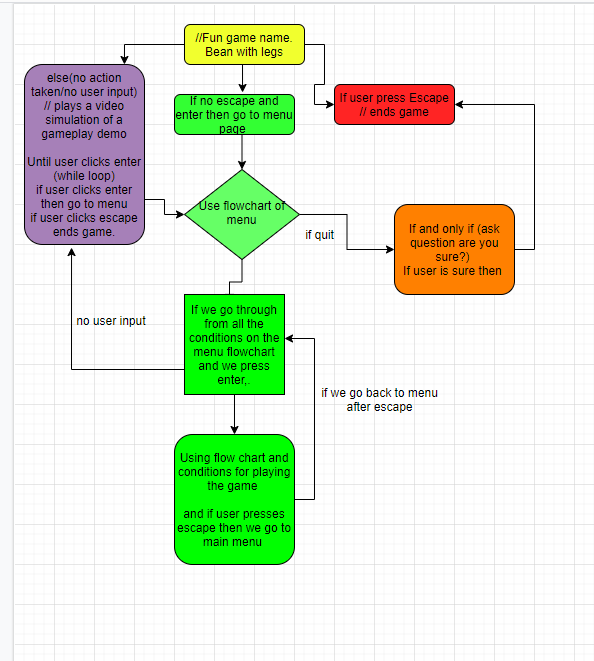 //Fun game name.
Bean with legs
else(no action
taken/no user input)
// plays a video
simulation of a
gameplay demo
Until user clicks enter
(while loop)
if user clicks enter
then go to menu
if user clicks escape
ends game.
If no escape and
enter then go to menu
page
If user press Escape
// ends game
Use flowchart of
menu
if quit
If and only if (ask
question are you
sure?)
If user is sure then
If we go through
from all the
conditions on the
menu flowchart
and we press
enter,.
no user input
if we go back to menu
after escape
Using flow chart and
conditions for playing
the game
and if user presses
escape then we go to
main menu